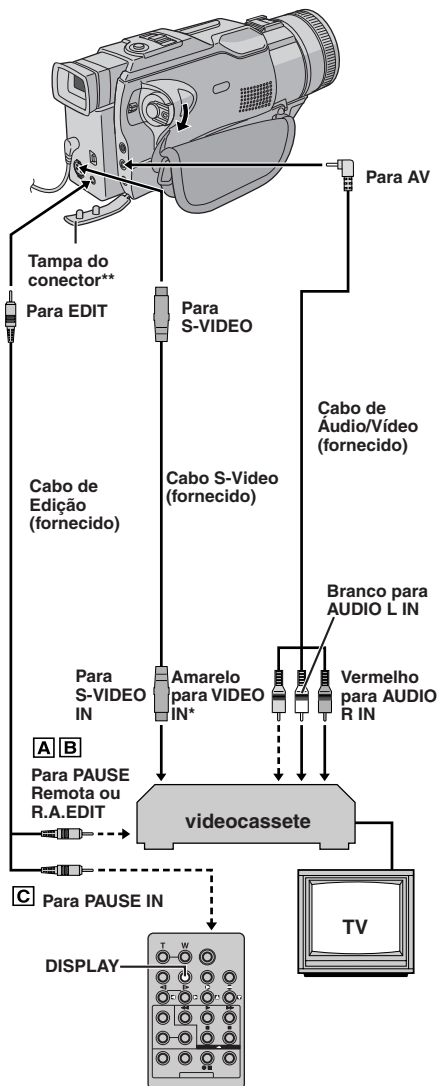 Para AV
Tampa do
conector**
Para EDIT
Para
S-VIDEO
Cabo de
Áudio/Vídeo
(fornecido)
Cabo de
Edição
(fornecido)
Cabo S-Video
(fornecido)
Branco para
AUDIO L IN
Para
S-VIDEO
IN
Amarelo
para VIDEO
IN*
Vermelho
para AUDIO
R IN
A B
Para PAUSE
Remota ou
R.A.EDIT
videocassete
C Para PAUSE IN
TV
T W
DISPLAY